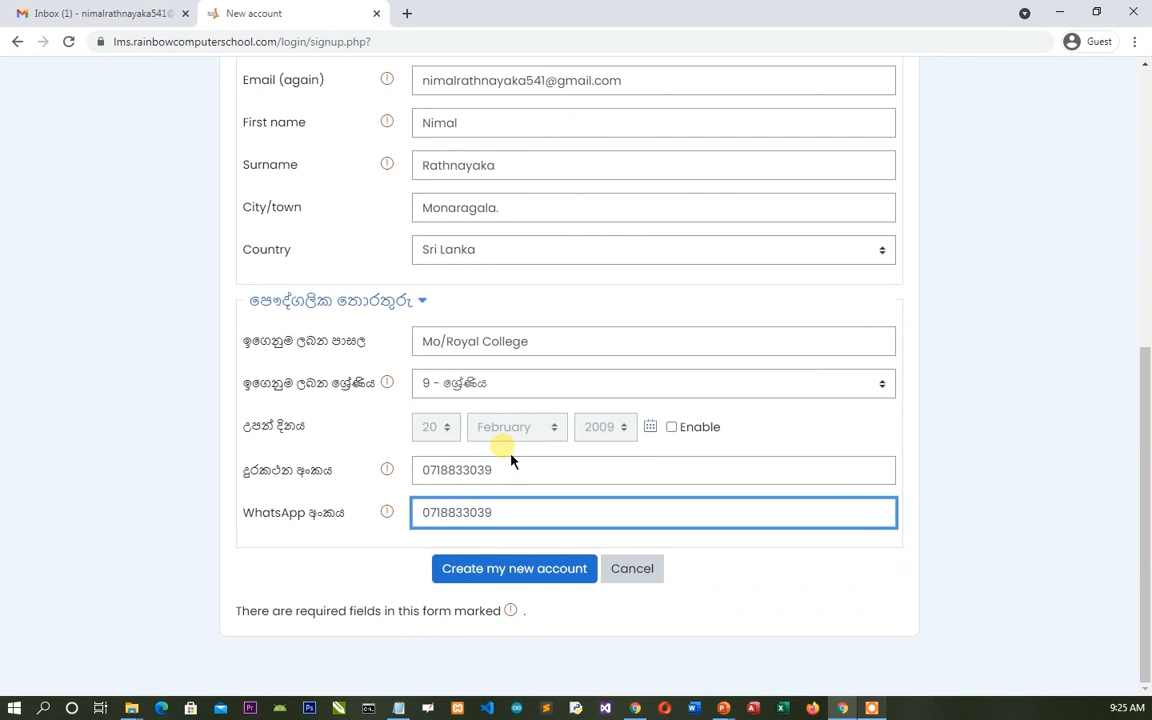 Inbox (1) - nimalrathnayaka541@
New account
lms.rainbowcomputerschool.com/login/signup.php?
Guest
Email (again)
nimalrathnayaka541@gmail.com
First name
Nimal
Surname
Rathnayaka
City/town
Monaragala.
Country
Sri Lanka
පෞද්ගලික තොරතුරු
ඉගෙනුම ලබන පාසල
Mo/Royal College
ඉගෙනුම ලබන ශ්‍රේණිය
9 - ශ්‍රේණිය
උපන් දිනය
20 February 2009 Enable
දුරකථන අංකය
0718833039
WhatsApp අංකය
0718833039
Create my new account Cancel
There are required fields in this form marked .
9:25 AM